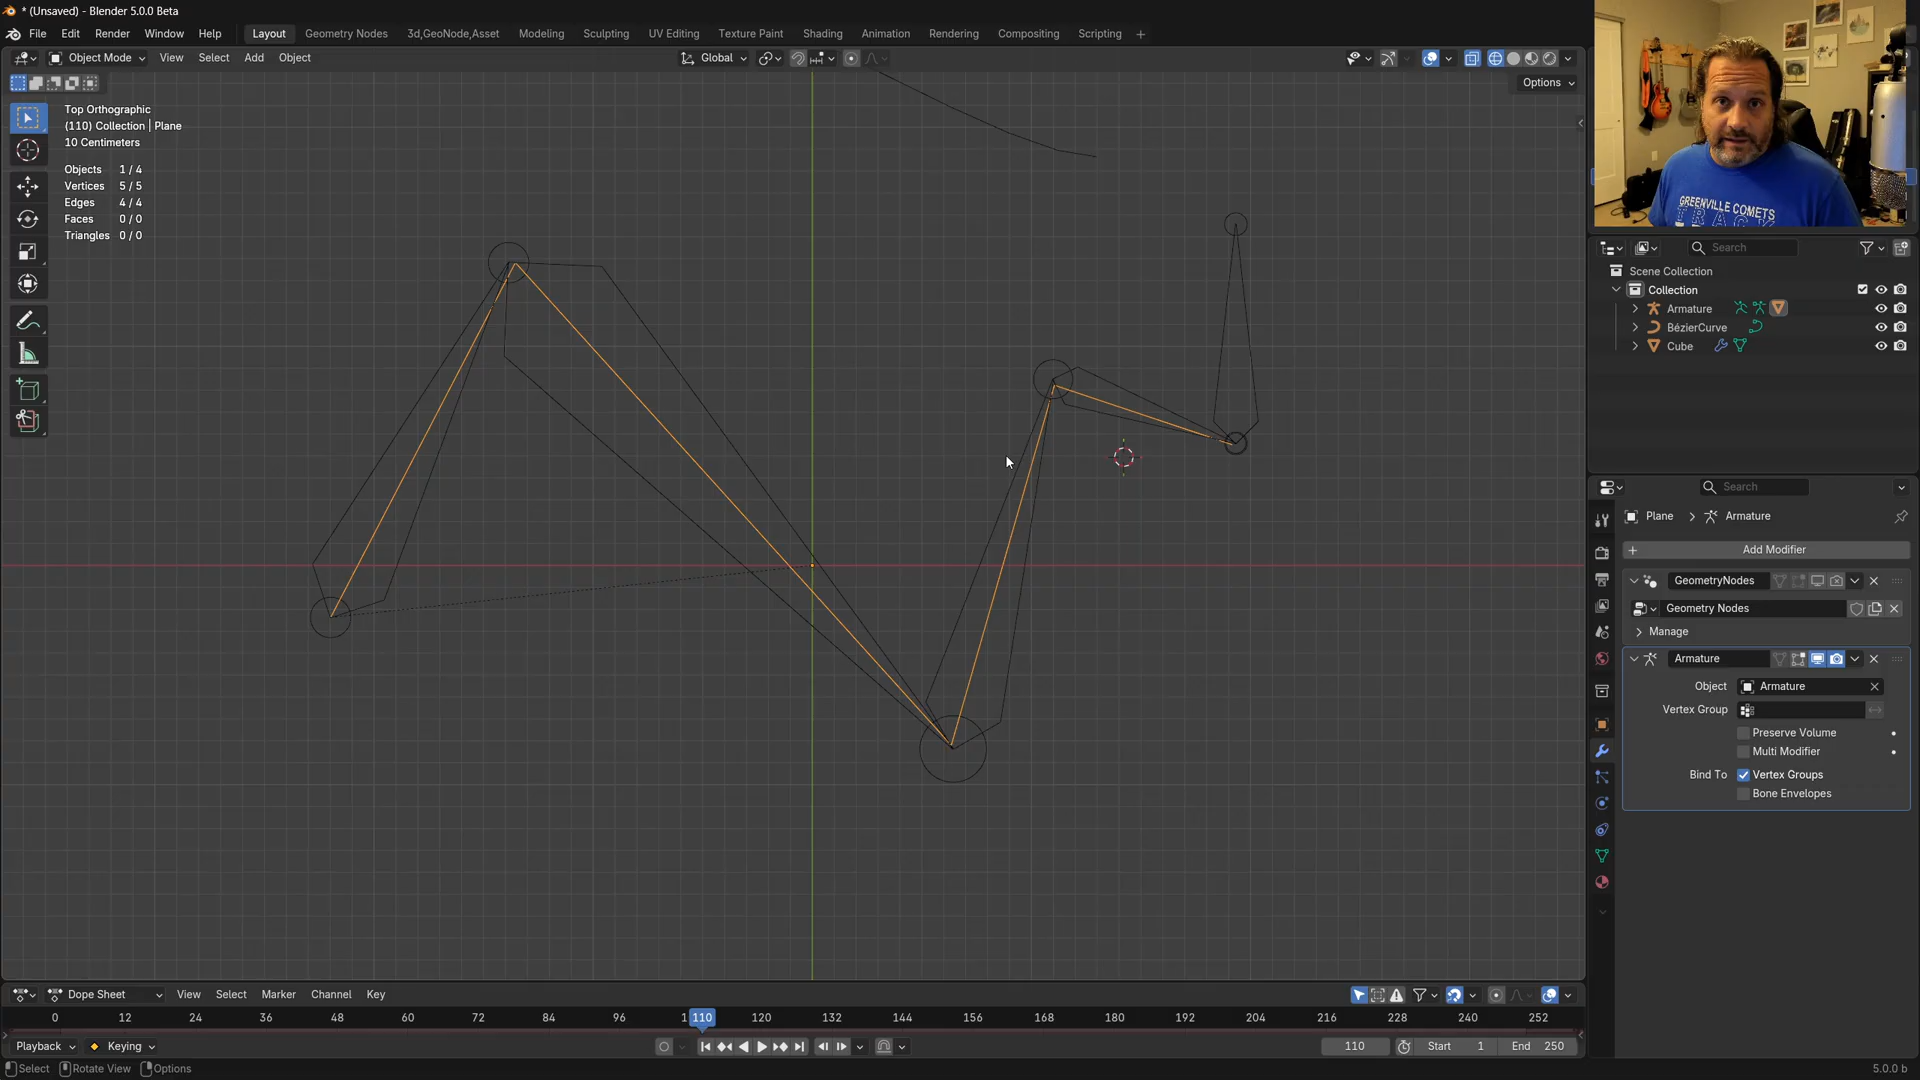 * (Unsaved) - Blender 5.0.0 Beta
File Edit Render Window Help Layout Geometry Nodes 3d,GeoNode,Asset Modeling Sculpting UV Editing Texture Paint Shading Animation Rendering Compositing Scripting +
Object Mode View Select Add Object Global
Options
Top Orthographic
(110) Collection | Plane
10 Centimeters
Objects 1 / 4
Vertices 5 / 5
Edges 4 / 4
Faces 0 / 0
Triangles 0 / 0
GREENVILLE COMETS
TRACK
Search
Scene Collection
Collection
Armature
BézierCurve
Cube
Search
Plane > Armature
+ Add Modifier
GeometryNodes
Geometry Nodes
Manage
Armature
Object Armature
Vertex Group
Preserve Volume
Multi Modifier
Bind To Vertex Groups
Bone Envelopes
Dope Sheet View Select Marker Channel Key
0 12 24 36 48 60 72 84 96 1 110 120 132 144 156 168 180 192 204 216 228 240 252
Playback Keying 110 Start 1 End 250
Select Rotate View Options 5.0.0 b